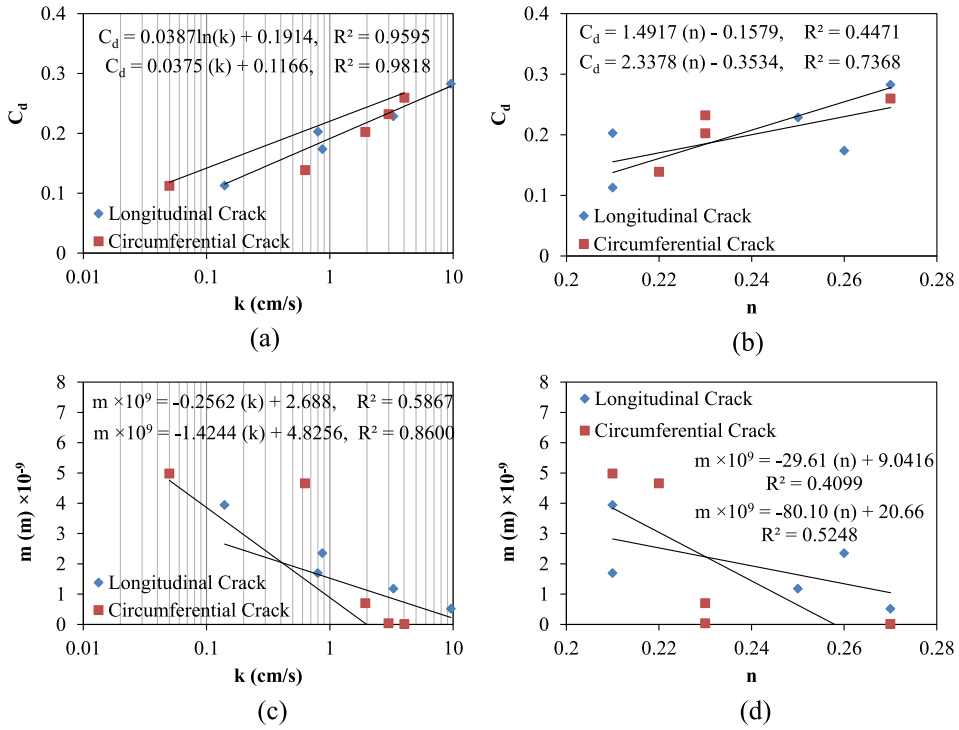 C_d = 0.0387ln(k) + 0.1914, R² = 0.9595
C_d = 0.0375 (k) + 0.1166, R² = 0.9818
0.4
0.3
0.2
0.1
0
C_d
Longitudinal Crack
Circumferential Crack
0.01 0.1 1 10
k (cm/s)
(a)
C_d = 1.4917 (n) - 0.1579, R² = 0.4471
C_d = 2.3378 (n) - 0.3534, R² = 0.7368
0.4
0.3
0.2
0.1
0
C_d
Longitudinal Crack
Circumferential Crack
0.2 0.22 0.24 0.26 0.28
n
(b)
m ×10⁹ = -0.2562 (k) + 2.688, R² = 0.5867
m ×10⁹ = -1.4244 (k) + 4.8256, R² = 0.8600
8
7
6
5
4
3
2
1
0
m (m) ×10⁻⁹
Longitudinal Crack
Circumferential Crack
0.01 0.1 1 10
k (cm/s)
(c)
8
7
6
5
4
3
2
1
0
m (m) ×10⁻⁹
Longitudinal Crack
Circumferential Crack
m ×10⁹ = -29.61 (n) + 9.0416
R² = 0.4099
m ×10⁹ = -80.10 (n) + 20.66
R² = 0.5248
0.2 0.22 0.24 0.26 0.28
n
(d)